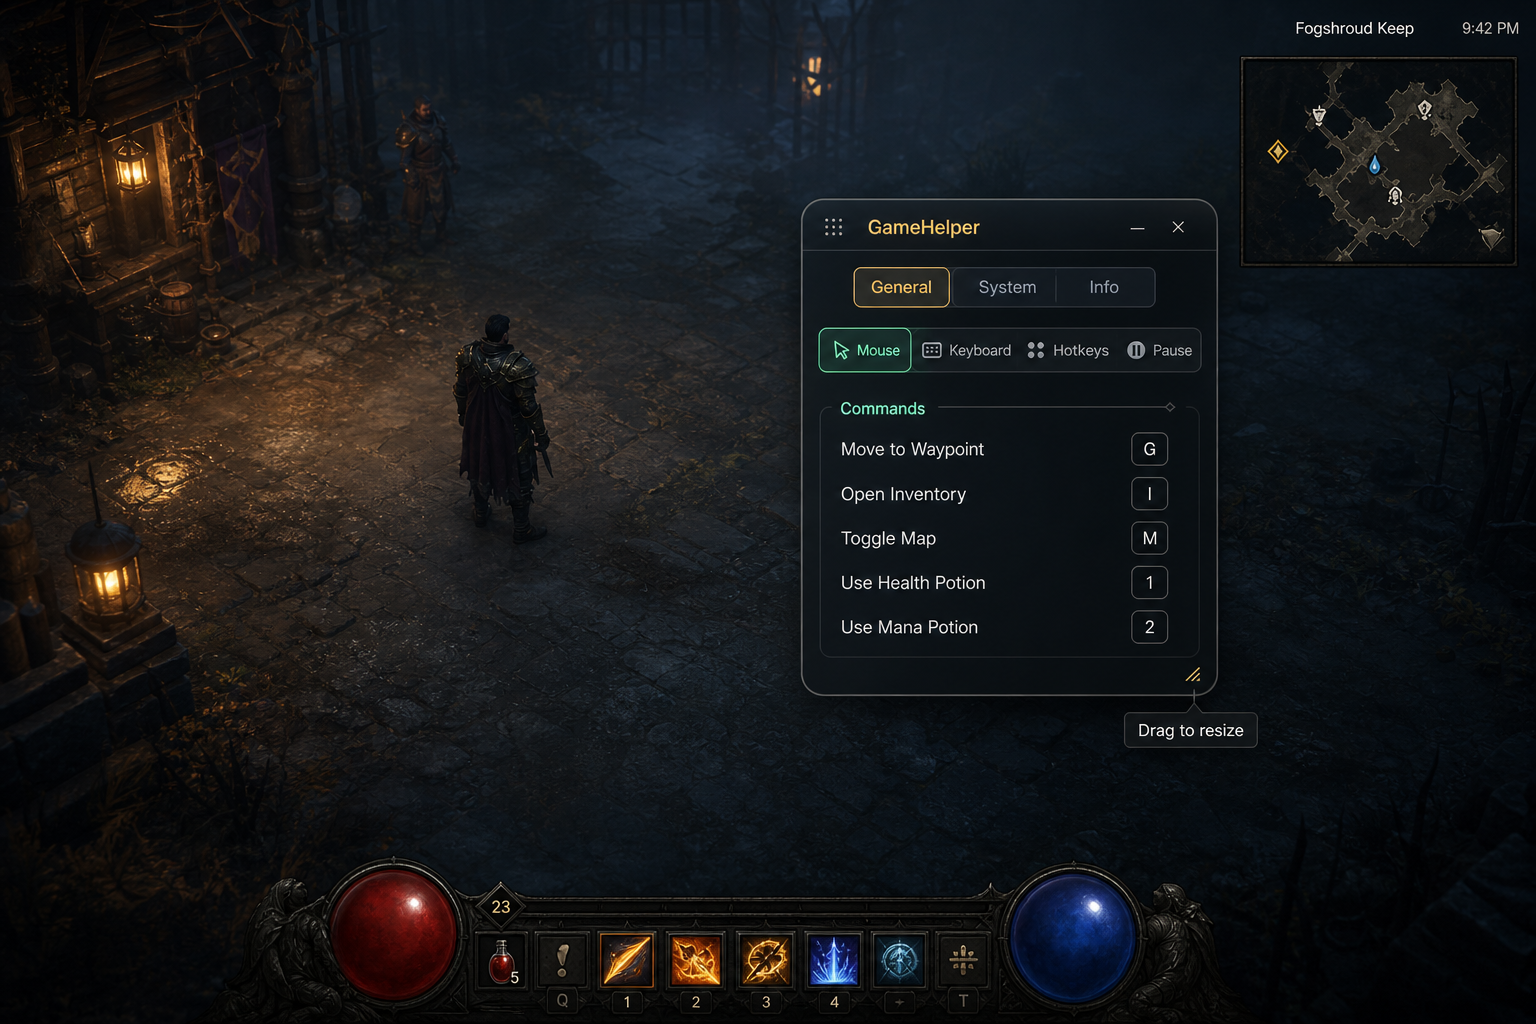 Fogshroud Keep 9:42 PM
GameHelper
General System Info
Mouse Keyboard Hotkeys Pause
Commands
Move to Waypoint G
Open Inventory I
Toggle Map M
Use Health Potion 1
Use Mana Potion 2
Drag to resize
23
5
Q 1 2 3 4 T